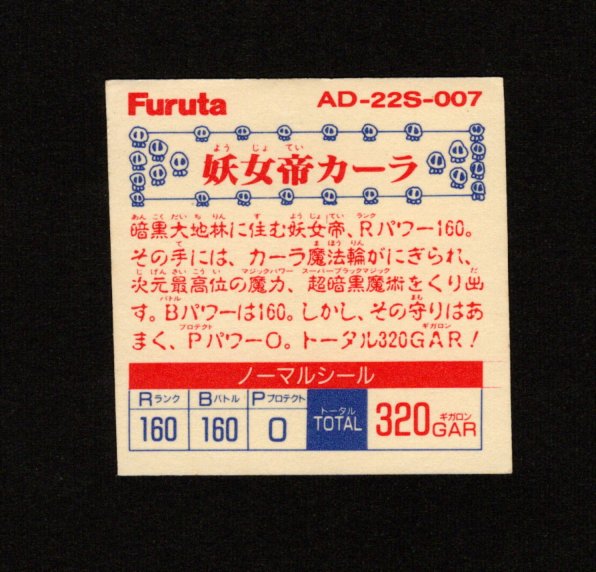 Furuta AD-22S-007
よう じょ てい
妖女帝カーラ
あん こく だい ち りん す よう じょ てい ランク
暗黒大地林に住む妖女帝、Rパワー160。
て ま ほう りん
その手には、カーラ魔法輪がにぎられ、
じ げん さい こう い マジックパワー スーパーブラックマジック だ
次元最高位の魔力、超暗黒魔術をくり出
バトル まも
す。Bパワーは160。しかし、その守りはあ
プロテクト ギガロン
まく、PパワーO。トータル320GAR!
ノーマルシール
Rランク Bバトル Pプロテクト トータル TOTAL 320 ギガロン GAR
160 160 0